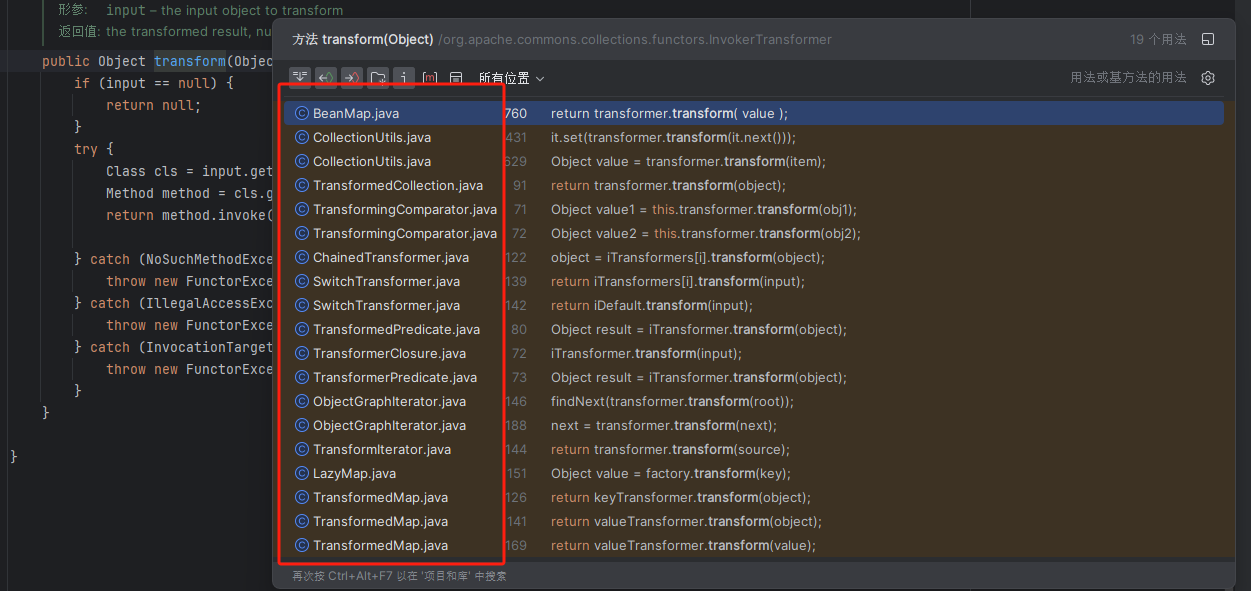 形参: input – the input object to transform
返回值: the transformed result, nu
public Object transform(Objec
if (input == null) {
return null;
}
try {
Class cls = input.get
Method method = cls.g
return method.invoke(
} catch (NoSuchMethodExce
throw new FunctorExce
} catch (IllegalAccessExc
throw new FunctorExce
} catch (InvocationTarget
throw new FunctorExce
}
}
}
方法 transform(Object) /org.apache.commons.collections.functors.InvokerTransformer 19 个用法
所有位置 用法或基方法的用法
BeanMap.java 760 return transformer.transform( value );
CollectionUtils.java 431 it.set(transformer.transform(it.next()));
CollectionUtils.java 629 Object value = transformer.transform(item);
TransformedCollection.java 91 return transformer.transform(object);
TransformingComparator.java 71 Object value1 = this.transformer.transform(obj1);
TransformingComparator.java 72 Object value2 = this.transformer.transform(obj2);
ChainedTransformer.java 122 object = iTransformers[i].transform(object);
SwitchTransformer.java 139 return iTransformers[i].transform(input);
SwitchTransformer.java 142 return iDefault.transform(input);
TransformedPredicate.java 80 Object result = iTransformer.transform(object);
TransformerClosure.java 72 iTransformer.transform(input);
TransformerPredicate.java 73 Object result = iTransformer.transform(object);
ObjectGraphIterator.java 146 findNext(transformer.transform(root));
ObjectGraphIterator.java 188 next = transformer.transform(next);
TransformIterator.java 144 return transformer.transform(source);
LazyMap.java 151 Object value = factory.transform(key);
TransformedMap.java 126 return keyTransformer.transform(object);
TransformedMap.java 141 return valueTransformer.transform(object);
TransformedMap.java 169 return valueTransformer.transform(value);
再次按 Ctrl+Alt+F7 以在 '项目和库' 中搜索